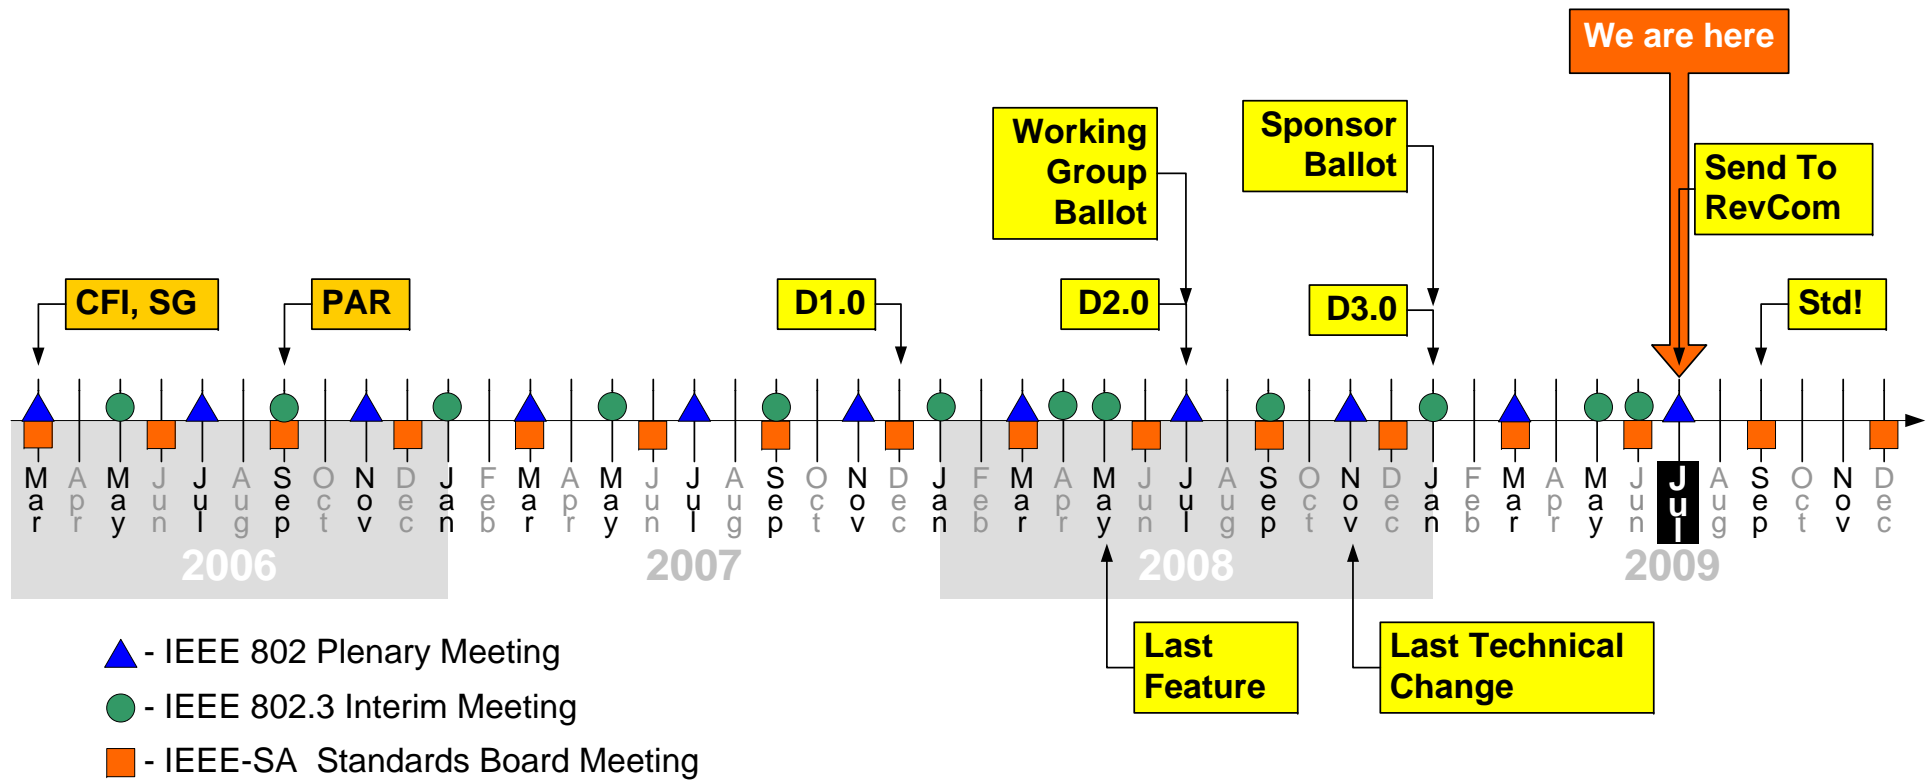 We are here
Working
Group
Ballot
Sponsor
Ballot
Send To
RevCom
CFI, SG
PAR
D1.0
D2.0
D3.0
Std!
Mar Apr May Jun Jul Aug Sep Oct Nov Dec Jan Feb Mar Apr May Jun Jul Aug Sep Oct Nov Dec Jan Feb Mar Apr May Jun Jul Aug Sep Oct Nov Dec Jan Feb Mar Apr May Jun Jul Aug Sep Oct Nov Dec
2006 2007 2008 2009
Last
Feature
Last Technical
Change
- IEEE 802 Plenary Meeting
- IEEE 802.3 Interim Meeting
- IEEE-SA Standards Board Meeting